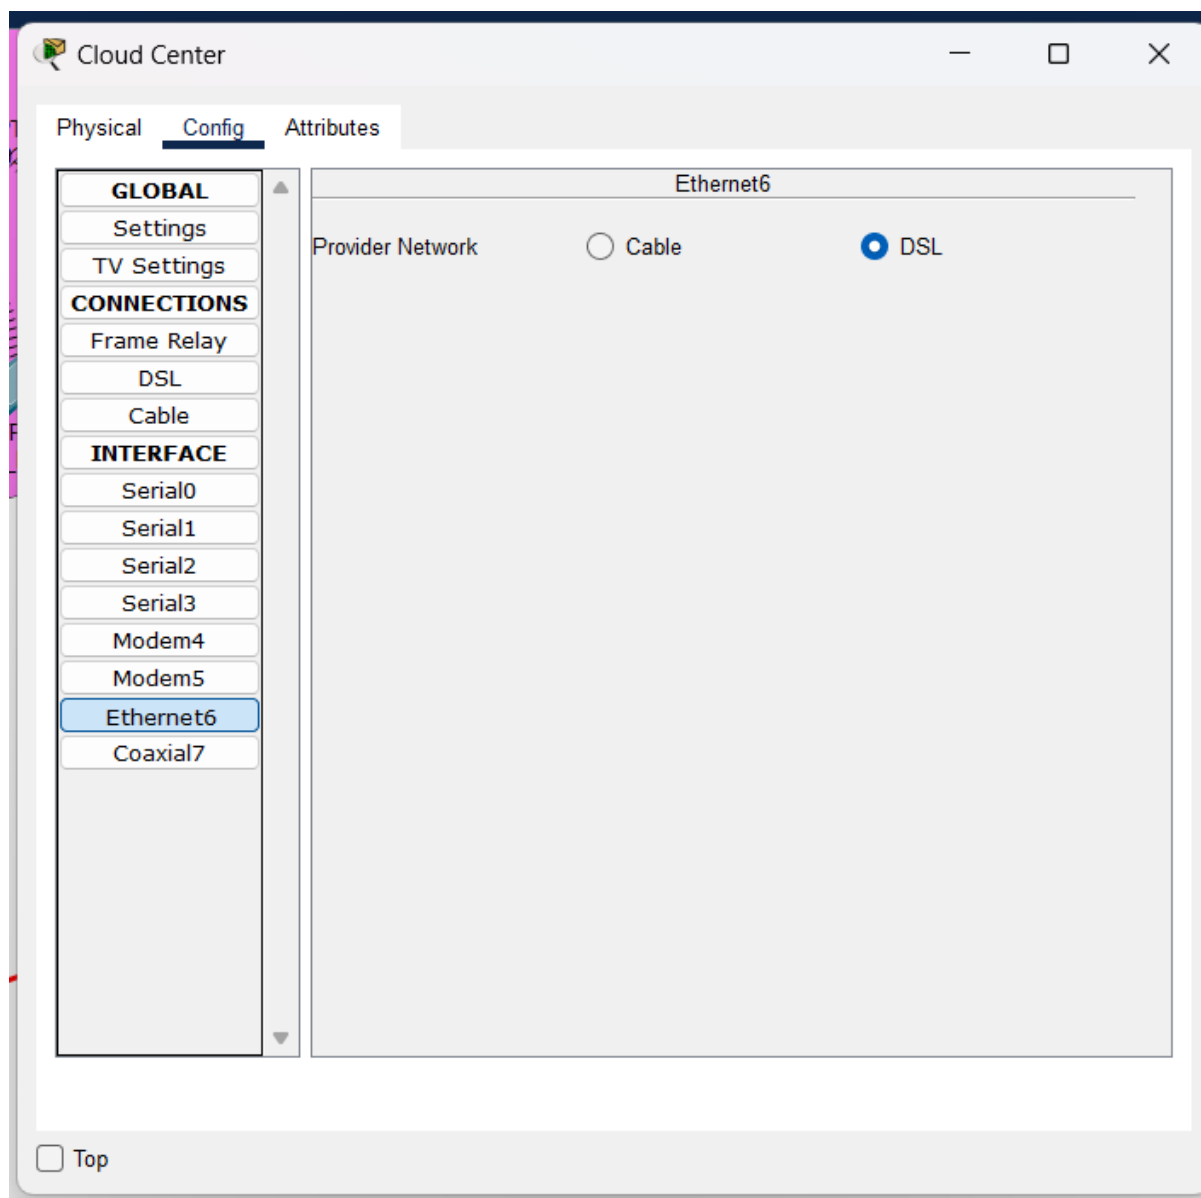 Cloud Center
Physical Config Attributes
GLOBAL
Settings
TV Settings
CONNECTIONS
Frame Relay
DSL
Cable
INTERFACE
Serial0
Serial1
Serial2
Serial3
Modem4
Modem5
Ethernet6
Coaxial7
Ethernet6
Provider Network Cable DSL
Top